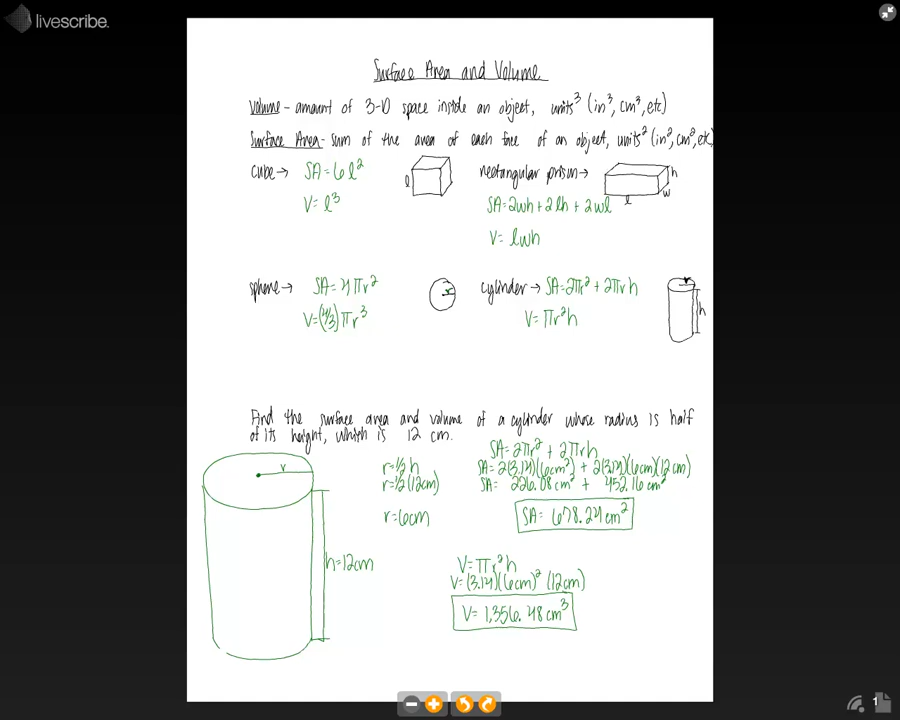 livescribe.
Surface Area and Volume
Volume - amount of 3-D space inside an object, units³ (in³, cm³, etc)
Surface Area - sum of the area of each face of an object, units² (in², cm², etc)
cube → SA = 6l²
V = l³
l
rectangular prism →
h
w
l
SA = 2wh + 2lh + 2wl
V = lwh
sphere → SA = 4πr²
V = (4/3)πr³
r
cylinder → SA = 2πr² + 2πrh
V = πr²h
r
h
Find the surface area and volume of a cylinder whose radius is half
of its height, which is 12 cm.
r
h = 12cm
r = ½ h
r = ½ (12cm)
r = 6cm
SA = 2πr² + 2πrh
SA = 2(3.14)(6cm²) + 2(3.14)(6cm)(12cm)
SA = 226.08 cm² + 452.16 cm²
SA = 678.24 cm²
V = πr²h
V = (3.14)(6cm)² (12cm)
V = 1,356.48 cm³
1